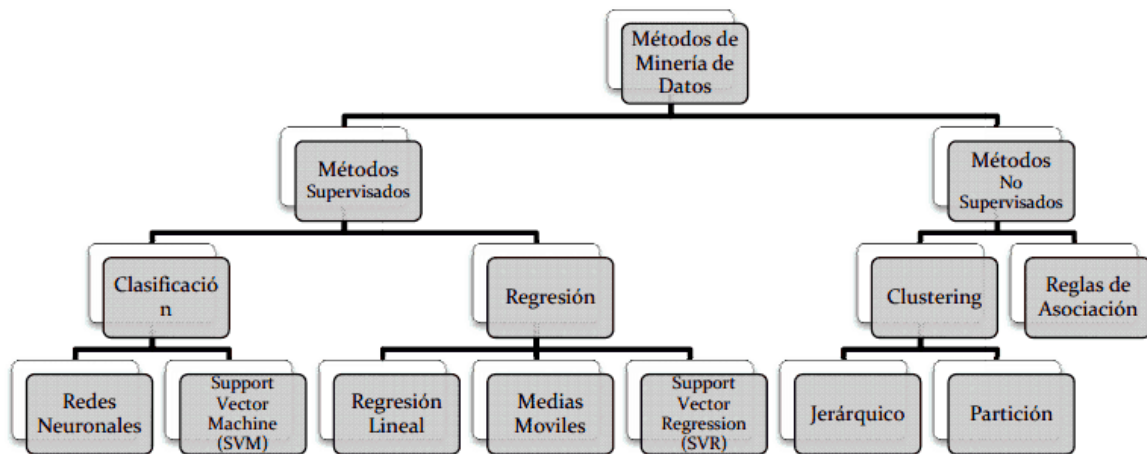 Métodos de
Minería de
Datos
Métodos
Supervisados
Métodos
No
Supervisados
Clasificació
n
Regresión
Clustering
Reglas de
Asociación
Redes
Neuronales
Support
Vector
Machine
(SVM)
Regresión
Lineal
Medias
Moviles
Support
Vector
Regression
(SVR)
Jerárquico
Partición